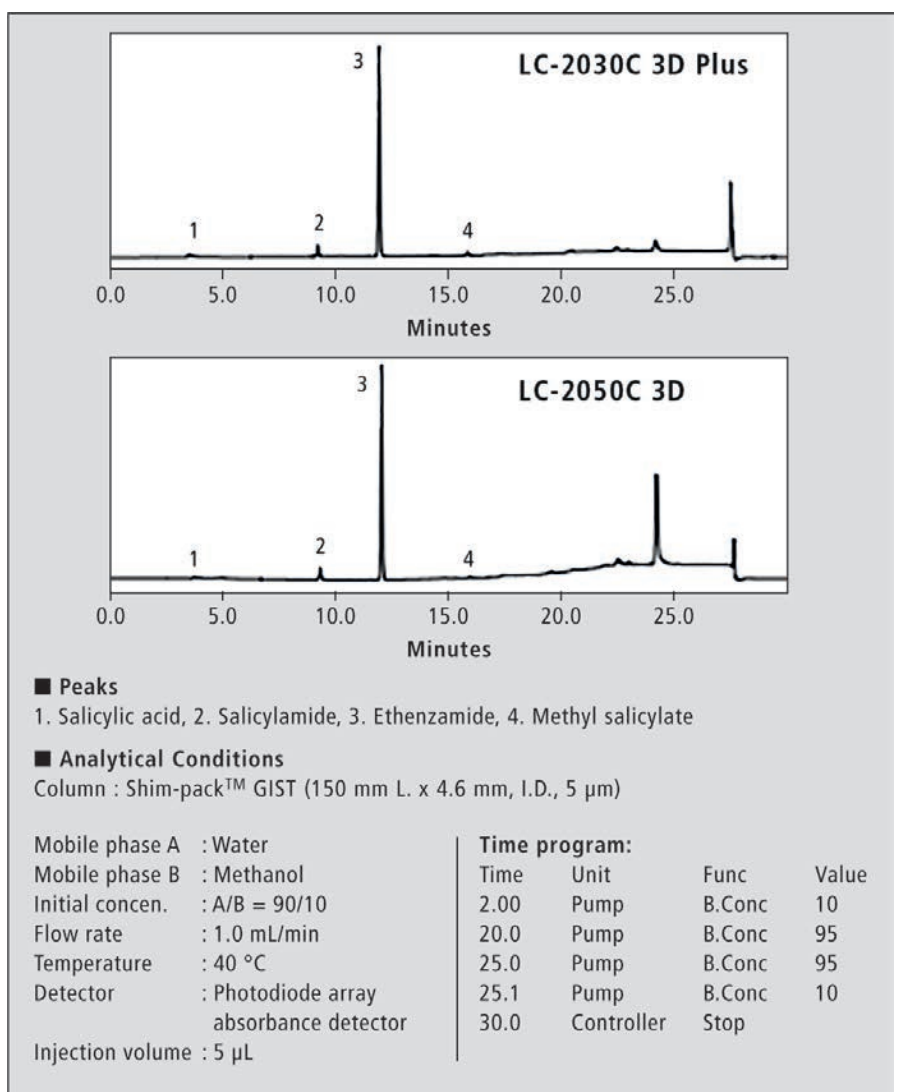 LC-2030C 3D Plus
3
1
2
4
0.0 5.0 10.0 15.0 20.0 25.0
Minutes
LC-2050C 3D
3
1
2
4
0.0 5.0 10.0 15.0 20.0 25.0
Minutes
■ Peaks
1. Salicylic acid, 2. Salicylamide, 3. Ethenzamide, 4. Methyl salicylate
■ Analytical Conditions
Column : Shim-pack™ GIST (150 mm L. x 4.6 mm, I.D., 5 µm)
Mobile phase A : Water
Mobile phase B : Methanol
Initial concen. : A/B = 90/10
Flow rate : 1.0 mL/min
Temperature : 40 °C
Detector : Photodiode array
absorbance detector
Injection volume : 5 µL
Time program:
Time Unit Func Value
2.00 Pump B.Conc 10
20.0 Pump B.Conc 95
25.0 Pump B.Conc 95
25.1 Pump B.Conc 10
30.0 Controller Stop